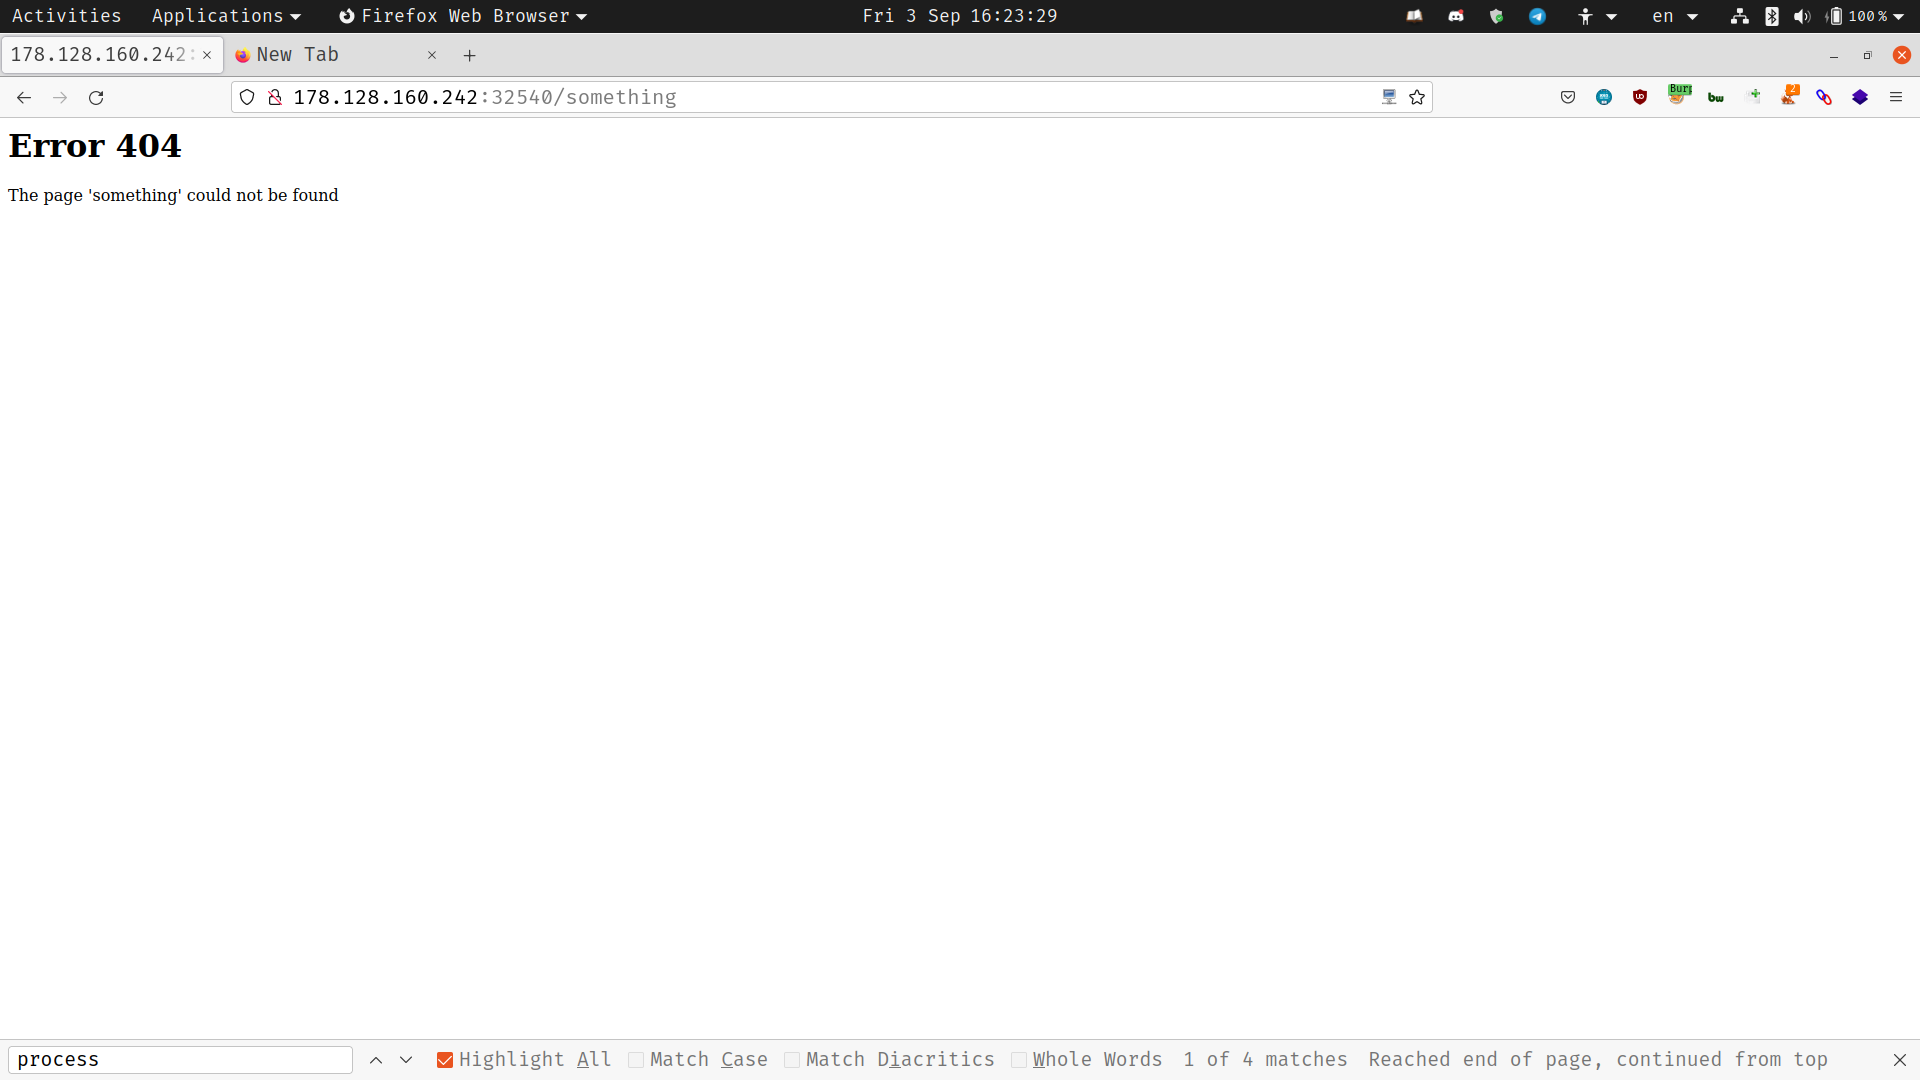 Activities Applications Firefox Web Browser Fri 3 Sep 16:23:29 en 100%
178.128.160.242: New Tab
178.128.160.242:32540/something Burp 2
Error 404
The page 'something' could not be found
process Highlight All Match Case Match Diacritics Whole Words 1 of 4 matches Reached end of page, continued from top